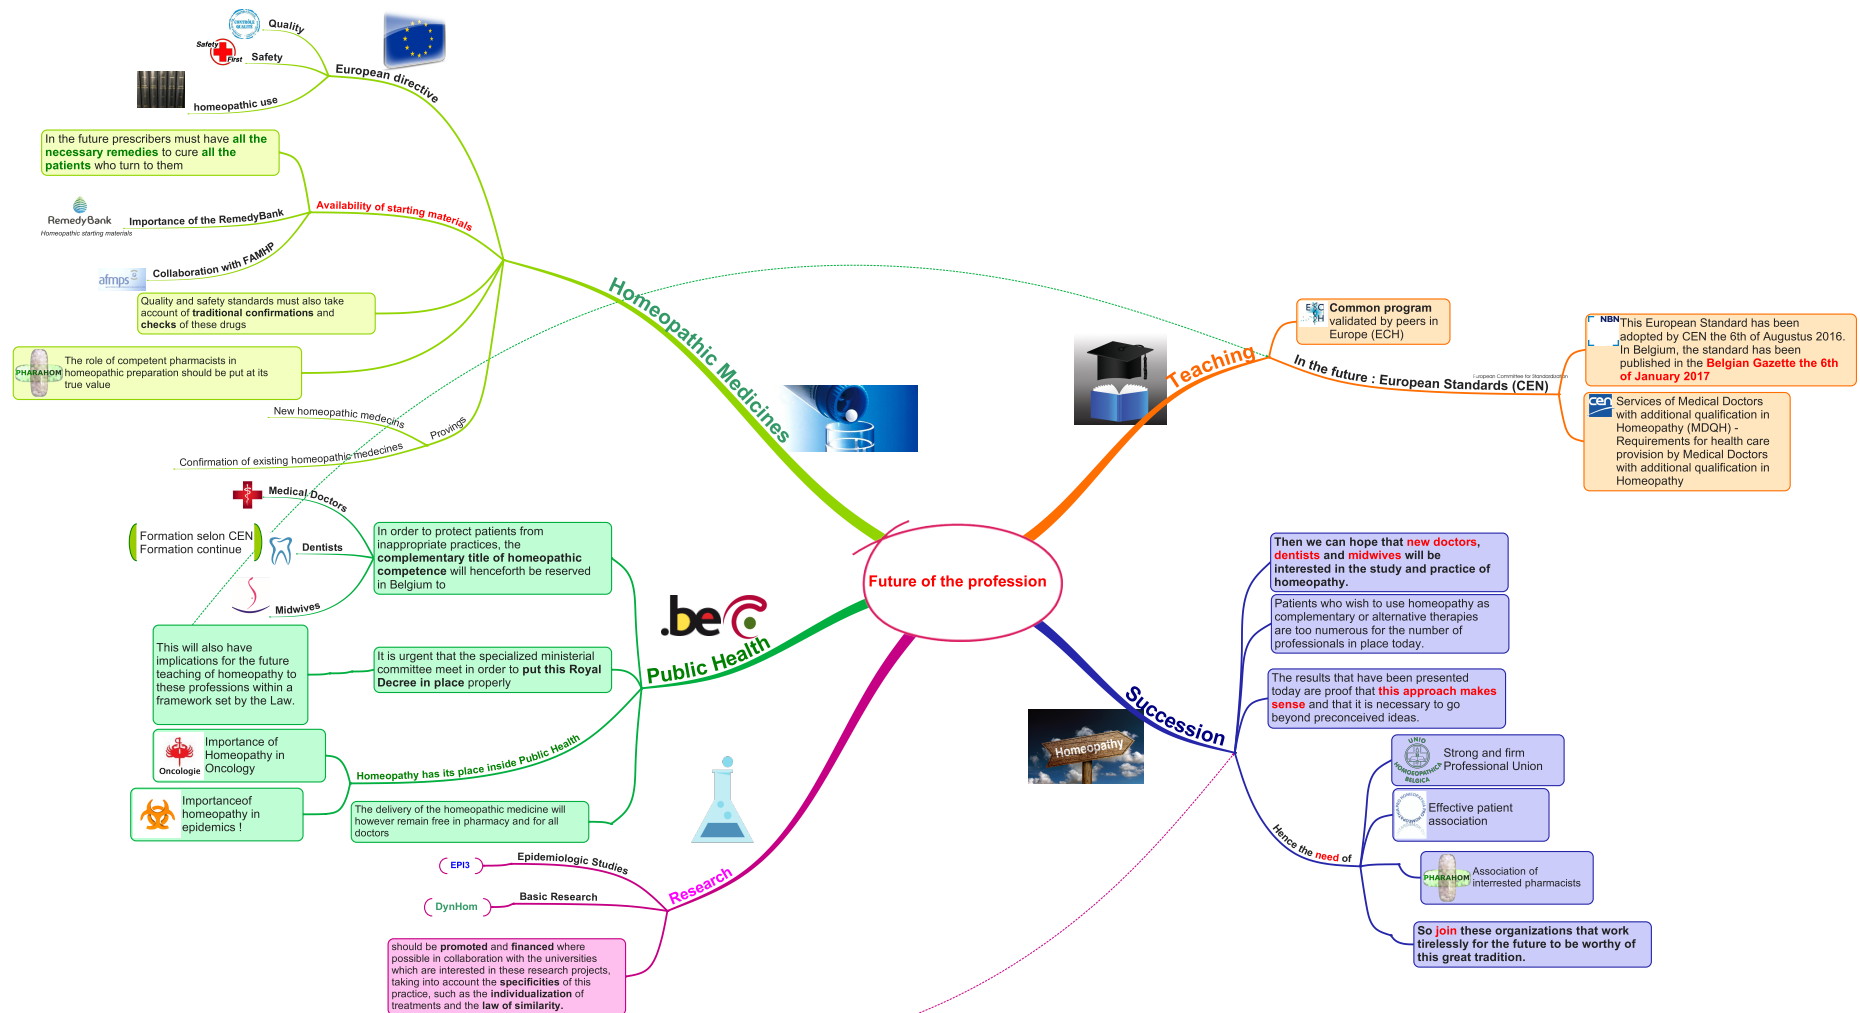 Future of the profession
Homeopathic Medicines
European directive
CONTRÔLE
QUALITÉ
Quality
Safety
First
Safety
homeopathic use
Availability of starting materials
In the future prescribers must have all the
necessary remedies to cure all the
patients who turn to them
RemedyBank
Homeopathic starting materials
Importance of the RemedyBank
afmps
Collaboration with FAMHP
Quality and safety standards must also take
account of traditional confirmations and
checks of these drugs
PHARAHOM
The role of competent pharmacists in
homeopathic preparation should be put at its
true value
Provings
New homeopathic medecins
Confirmation of existing homeopathic medecines
Teaching
ECH
Common program
validated by peers in
Europe (ECH)
In the future : European Standards (CEN)
European Committee for Standardization
NBN
This European Standard has been
adopted by CEN the 6th of Augustus 2016.
In Belgium, the standard has been
published in the Belgian Gazette the 6th
of January 2017
cen
Services of Medical Doctors
with additional qualification in
Homeopathy (MDQH) -
Requirements for health care
provision by Medical Doctors
with additional qualification in
Homeopathy
.be
Public Health
In order to protect patients from
inappropriate practices, the
complementary title of homeopathic
competence will henceforth be reserved
in Belgium to
Medical Doctors
Dentists
Midwives
Formation selon CEN
Formation continue
It is urgent that the specialized ministerial
committee meet in order to put this Royal
Decree in place properly
This will also have
implications for the future
teaching of homeopathy to
these professions within a
framework set by the Law.
Homeopathy has its place inside Public Health
Oncologie
Importance of
Homeopathy in
Oncology
Importanceof
homeopathy in
epidemics !
The delivery of the homeopathic medicine will
however remain free in pharmacy and for all
doctors
Research
Epidemiologic Studies
EPI3
Basic Research
DynHom
should be promoted and financed where
possible in collaboration with the universities
which are interested in these research projects,
taking into account the specificities of this
practice, such as the individualization of
treatments and the law of similarity.
Succession
Homeopathy
Then we can hope that new doctors,
dentists and midwives will be
interested in the study and practice of
homeopathy.
Patients who wish to use homeopathy as
complementary or alternative therapies
are too numerous for the number of
professionals in place today.
The results that have been presented
today are proof that this approach makes
sense and that it is necessary to go
beyond preconceived ideas.
Hence the need of
UNIO
HOMOEOPATHICA
BELGICA
Strong and firm
Professional Union
Effective patient
association
PHARAHOM
Association of
interrested pharmacists
So join these organizations that work
tirelessly for the future to be worthy of
this great tradition.